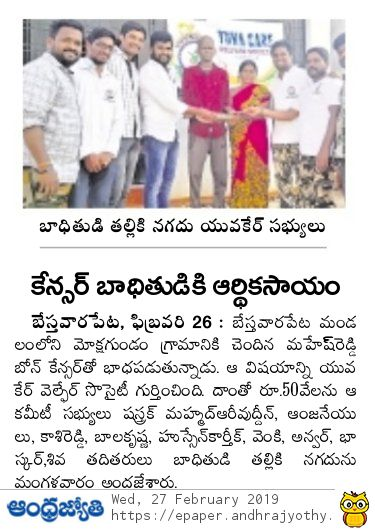 YUVA CARE
బాధితుడి తల్లికి నగదు యువకేర్ సభ్యులు
కేన్సర్ బాధితుడికి ఆర్థికసాయం
బేస్తవారపేట, ఫిబ్రవరి 26 : బేస్తవారపేట మండ
లంలోని మోక్షగుండం గ్రామానికి చెందిన మహేష్‌రెడ్డి
బోన్ కేన్సర్‌తో భాధపడుతున్నాడు. ఆ విషయాన్ని యువ
కేర్ వెల్ఫేర్ సొసైటీ గుర్తించింది. దాంతో రూ.50వేలను ఆ
కమిటీ సభ్యులు షస్రక్ మహ్మద్ఆరీవుద్దీన్, ఆంజనేయు
లు, కాశిరెడ్డి, బాలకృష్ణ, హుస్సేన్‌కార్తీక్, వెంకి, అన్వర్, భా
స్కర్,శివ తదితరులు బాధితుడి తల్లికి నగదును
మంగళవారం అందజేశారు.
ఆంధ్రజ్యోతి
Wed, 27 February 2019
https://epaper.andhrajyothy.